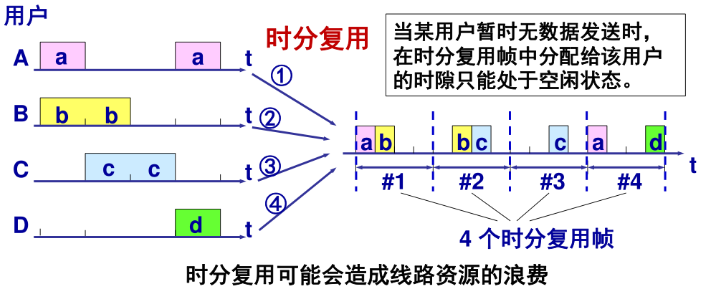 用户
时分复用
当某用户暂时无数据发送时，
在时分复用帧中分配给该用户
的时隙只能处于空闲状态。
A a a t ①
B b b t ②
C c c t ③
D d t ④
a b b c c a d t
#1 #2 #3 #4
4 个时分复用帧
时分复用可能会造成线路资源的浪费